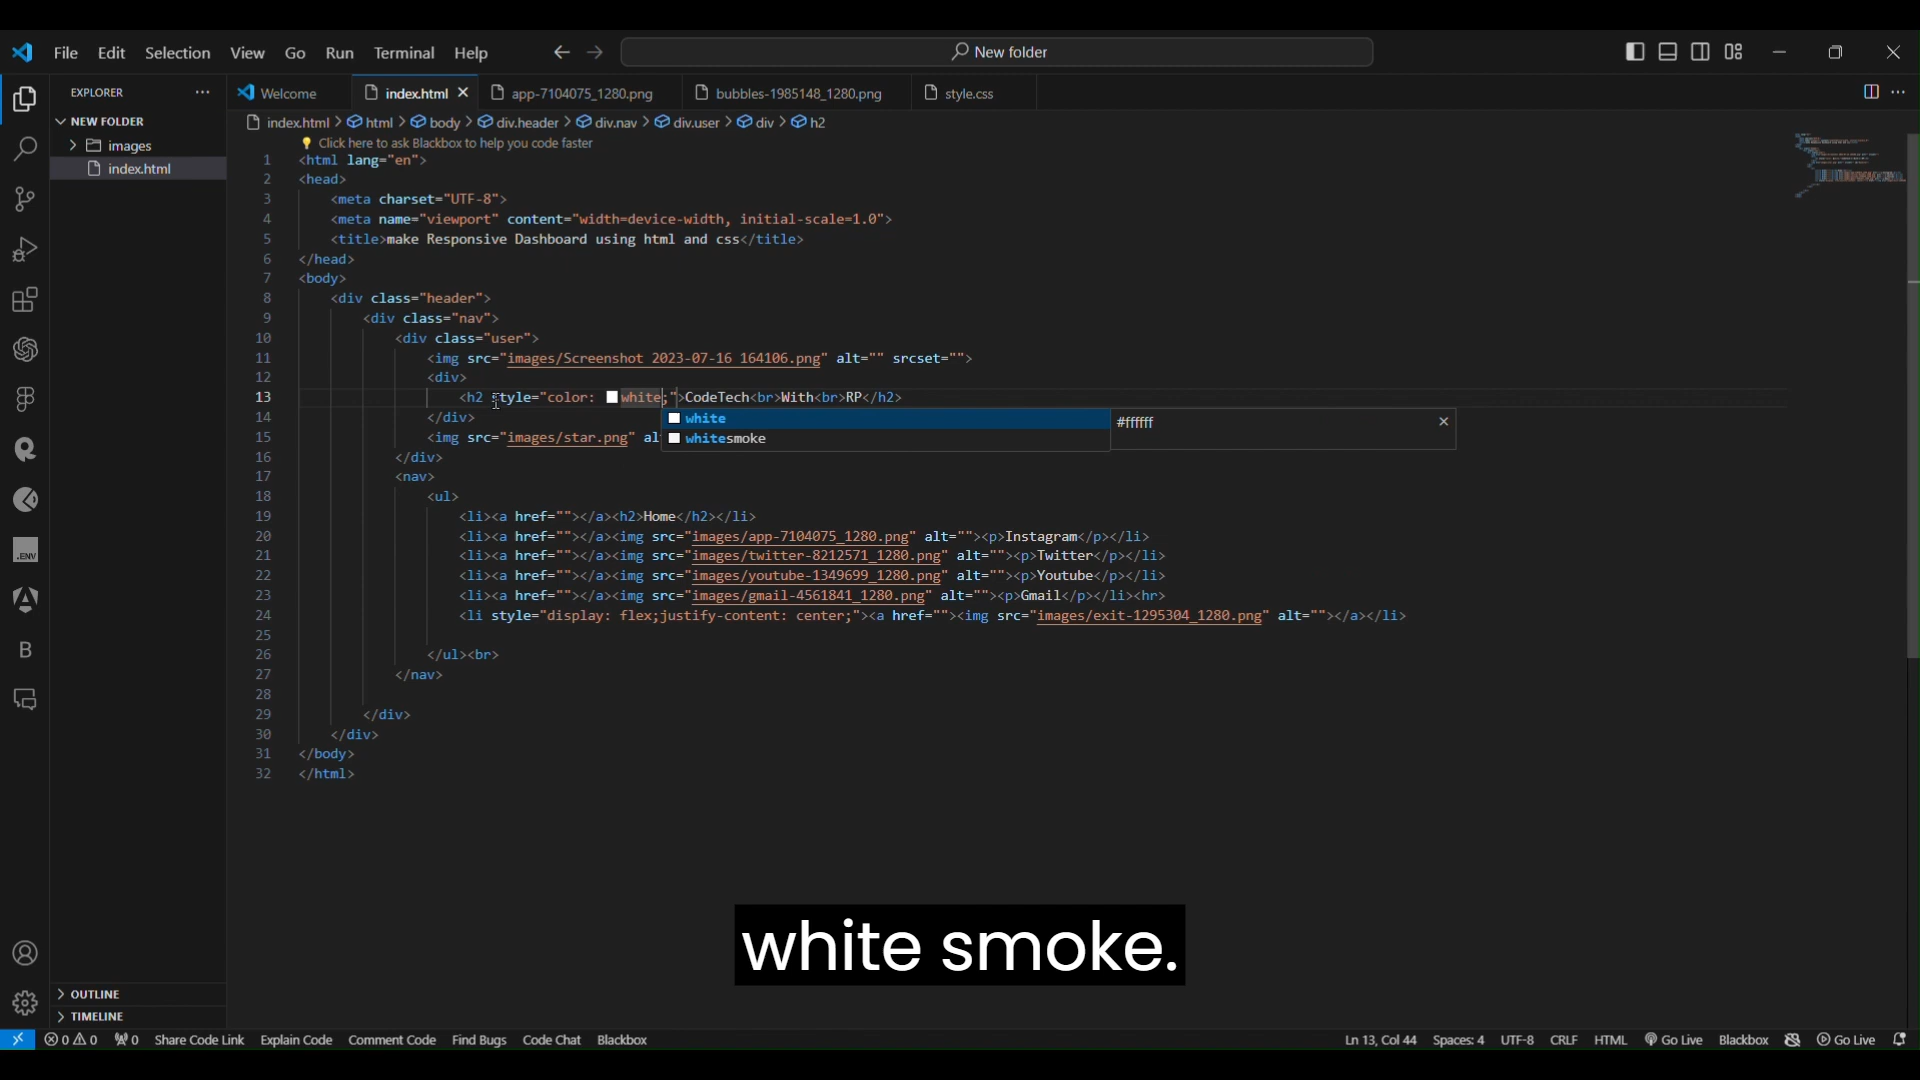 File Edit Selection View Go Run Terminal Help
New folder
EXPLORER
Welcome
index.html
app-7104075_1280.png
bubbles-1985148_1280.png
style.css
NEW FOLDER
images
index.html
index.html > html > body > div.header > div.nav > div.user > div > h2
Click here to ask Blackbox to help you code faster
1 <html lang="en">
2 <head>
3 <meta charset="UTF-8">
4 <meta name="viewport" content="width=device-width, initial-scale=1.0">
5 <title>make Responsive Dashboard using html and css</title>
6 </head>
7 <body>
8 <div class="header">
9 <div class="nav">
10 <div class="user">
11 <img src="images/Screenshot 2023-07-16 164106.png" alt="" srcset="">
12 <div>
13 <h2 style="color: white;">CodeTech<br>With<br>RP</h2>
14 </div>
white
#ffffff
15 <img src="images/star.png" al
whitesmoke
16 </div>
17 <nav>
18 <ul>
19 <li><a href=""></a><h2>Home</h2></li>
20 <li><a href=""></a><img src="images/app-7104075_1280.png" alt=""><p>Instagram</p></li>
21 <li><a href=""></a><img src="images/twitter-8212571_1280.png" alt=""><p>Twitter</p></li>
22 <li><a href=""></a><img src="images/youtube-1349699_1280.png" alt=""><p>Youtube</p></li>
23 <li><a href=""></a><img src="images/gmail-4561841_1280.png" alt=""><p>Gmail</p></li><hr>
24 <li style="display: flex;justify-content: center;"><a href=""><img src="images/exit-1295304_1280.png" alt=""></a></li>
25
26 </ul><br>
27 </nav>
28
29 </div>
30 </div>
31 </body>
32 </html>
.ENV
B
white smoke.
OUTLINE
TIMELINE
0 0 0 Share Code Link Explain Code Comment Code Find Bugs Code Chat Blackbox
Ln 13, Col 44 Spaces: 4 UTF-8 CRLF HTML Go Live Blackbox Go Live